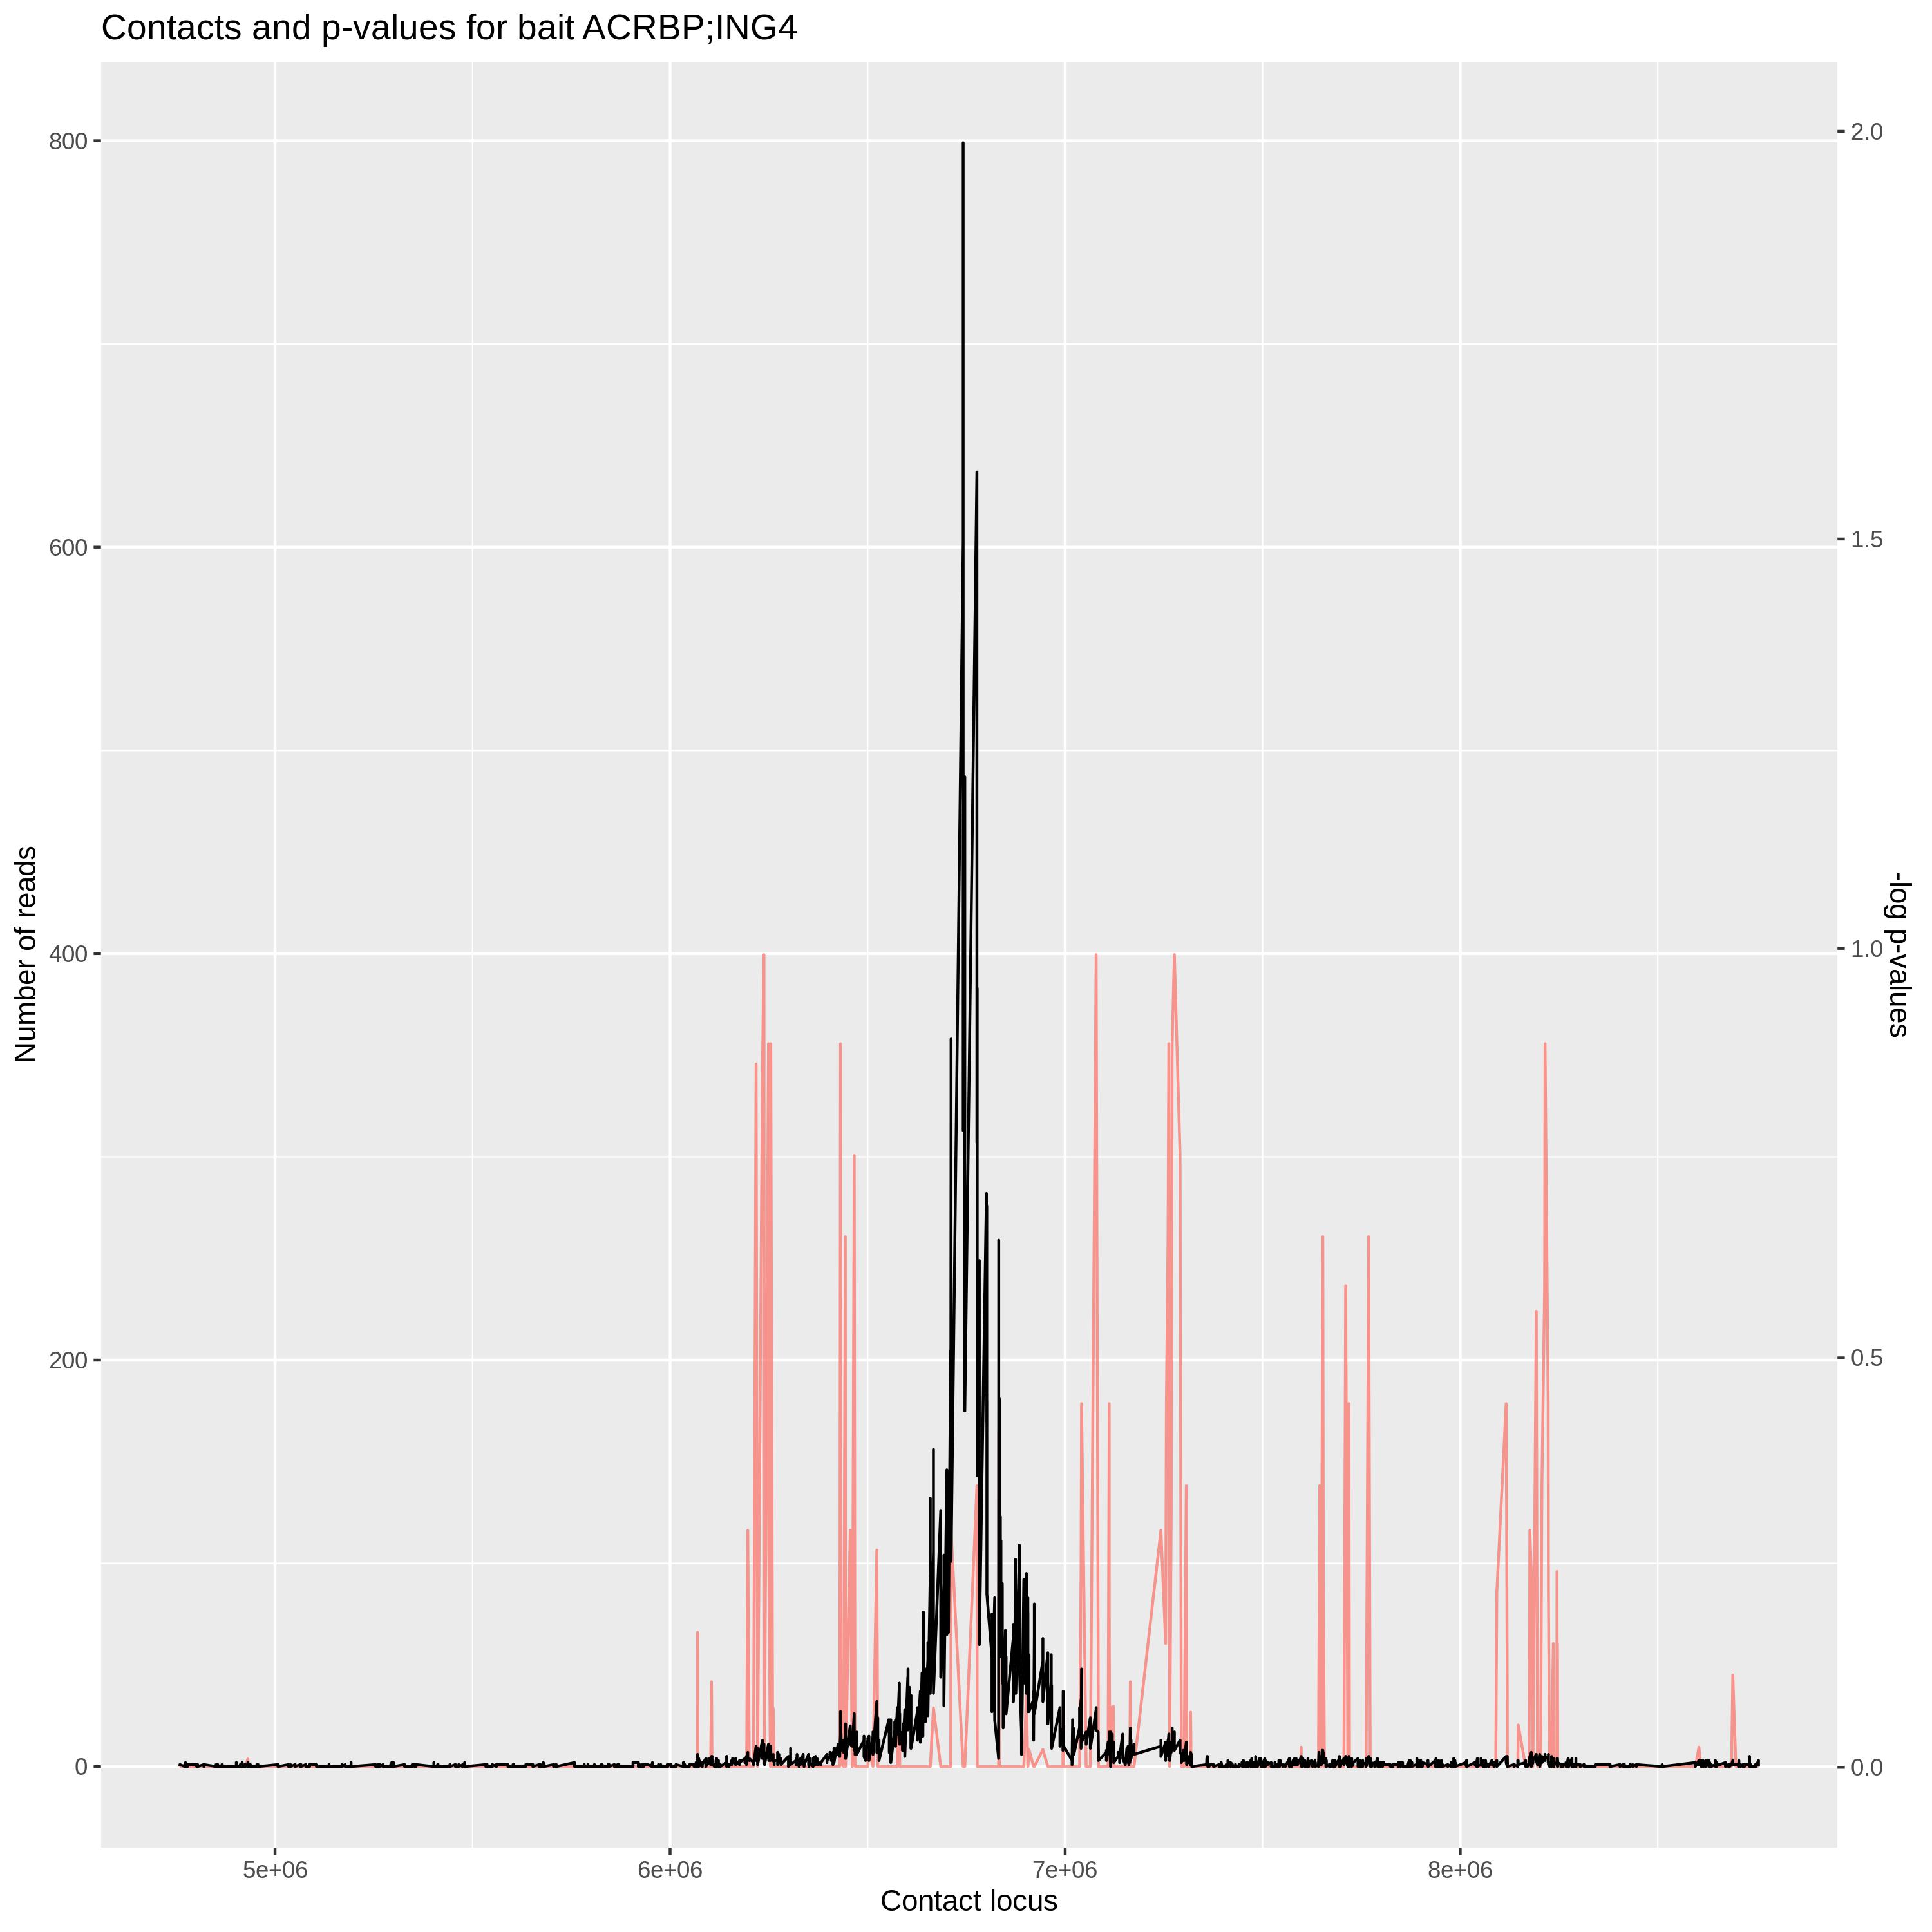 Contacts and p-values for bait ACRBP;ING4
800
600
400
200
0
Number of reads
2.0
1.5
1.0
0.5
0.0
-log p-values
5e+06
6e+06
7e+06
8e+06
Contact locus